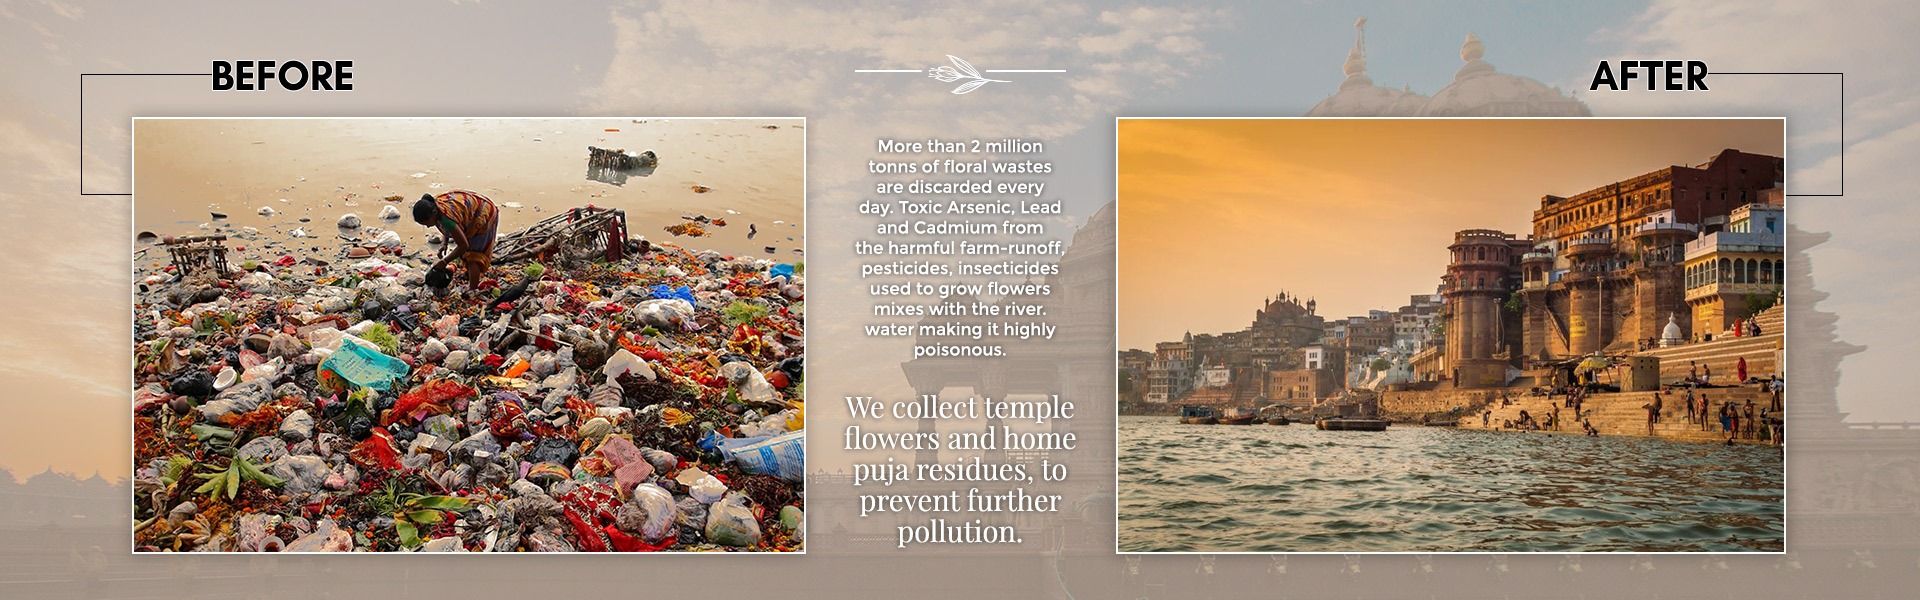 BEFORE
AFTER
More than 2 million
tonns of floral wastes
are discarded every
day. Toxic Arsenic, Lead
and Cadmium from
the harmful farm-runoff,
pesticides, insecticides
used to grow flowers
mixes with the river.
water making it highly
poisonous.
We collect temple
flowers and home
puja residues, to
prevent further
pollution.